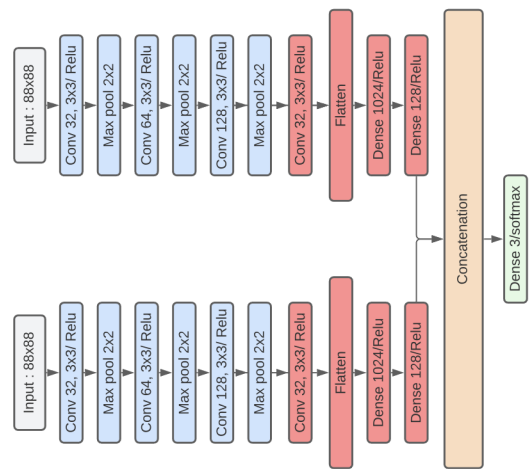 Input : 88x88
Conv 32, 3x3/ Relu
Max pool 2x2
Conv 64, 3x3/ Relu
Max pool 2x2
Conv 128, 3x3/ Relu
Max pool 2x2
Conv 32, 3x3/ Relu
Flatten
Dense 1024/Relu
Dense 128/Relu
Input : 88x88
Conv 32, 3x3/ Relu
Max pool 2x2
Conv 64, 3x3/ Relu
Max pool 2x2
Conv 128, 3x3/ Relu
Max pool 2x2
Conv 32, 3x3/ Relu
Flatten
Dense 1024/Relu
Dense 128/Relu
Concatenation
Dense 3/softmax